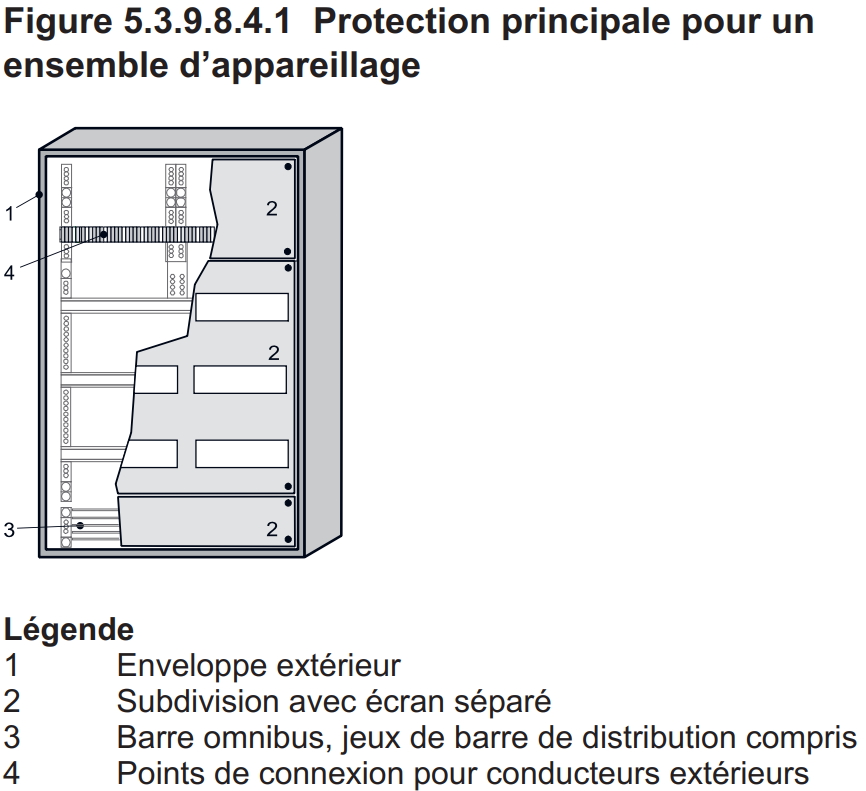 Figure 5.3.9.8.4.1 Protection principale pour un
ensemble d’appareillage
2
1
4
2
3
2
Légende
1 Enveloppe extérieur
2 Subdivision avec écran séparé
3 Barre omnibus, jeux de barre de distribution compris
4 Points de connexion pour conducteurs extérieurs